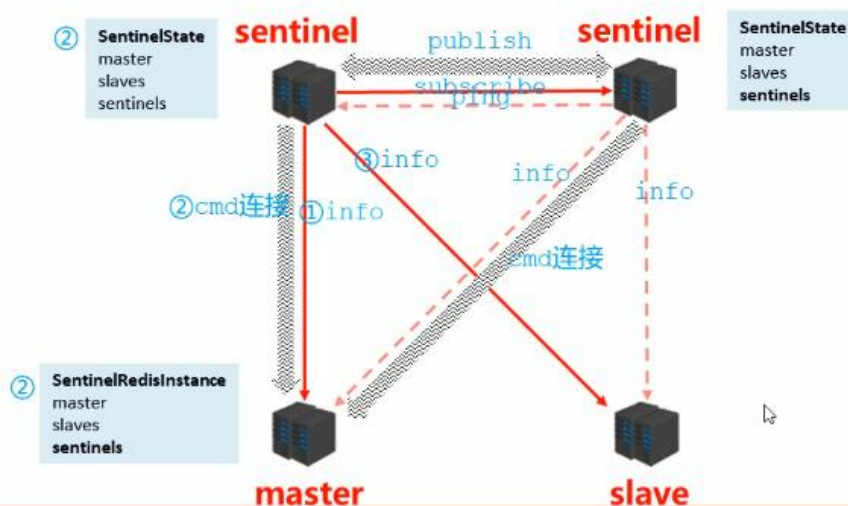 ② SentinelState
master
slaves
sentinels
sentinel
publish
subscribe
ping
sentinel
SentinelState
master
slaves
sentinels
③info
info
info
②cmd连接
①info
cmd连接
② SentinelRedisInstance
master
slaves
sentinels
master
slave